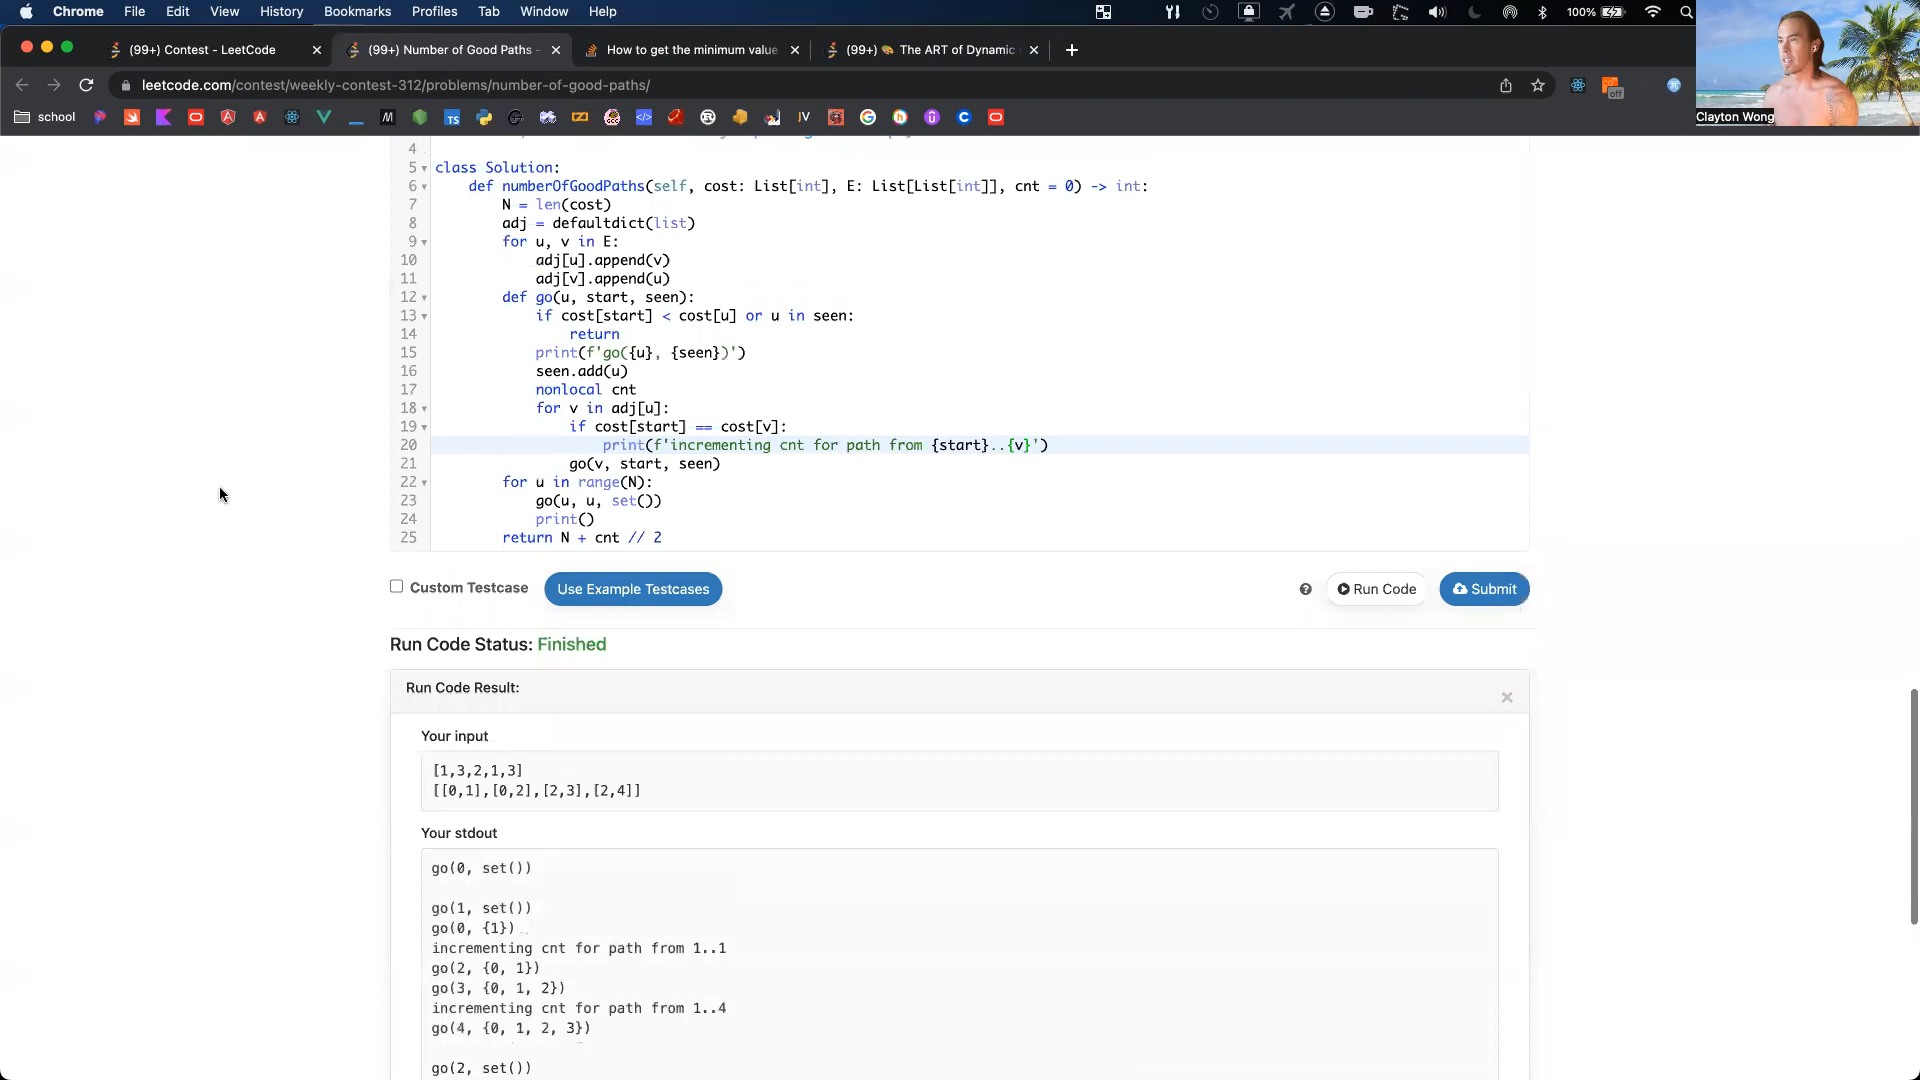 Chrome File Edit View History Bookmarks Profiles Tab Window Help 100%
(99+) Contest - LeetCode (99+) Number of Good Paths - How to get the minimum value (99+) 🎨 The ART of Dynamic
leetcode.com/contest/weekly-contest-312/problems/number-of-good-paths/
school M TS JV off
Clayton Wong
4
5 class Solution:
6 def numberOfGoodPaths(self, cost: List[int], E: List[List[int]], cnt = 0) -> int:
7 N = len(cost)
8 adj = defaultdict(list)
9 for u, v in E:
10 adj[u].append(v)
11 adj[v].append(u)
12 def go(u, start, seen):
13 if cost[start] < cost[u] or u in seen:
14 return
15 print(f'go({u}, {seen})')
16 seen.add(u)
17 nonlocal cnt
18 for v in adj[u]:
19 if cost[start] == cost[v]:
20 print(f'incrementing cnt for path from {start}..{v}')
21 go(v, start, seen)
22 for u in range(N):
23 go(u, u, set())
24 print()
25 return N + cnt // 2
Custom Testcase Use Example Testcases Run Code Submit
Run Code Status: Finished
Run Code Result:
Your input
[1,3,2,1,3]
[[0,1],[0,2],[2,3],[2,4]]
Your stdout
go(0, set())
go(1, set())
go(0, {1})
incrementing cnt for path from 1..1
go(2, {0, 1})
go(3, {0, 1, 2})
incrementing cnt for path from 1..4
go(4, {0, 1, 2, 3})
go(2, set())